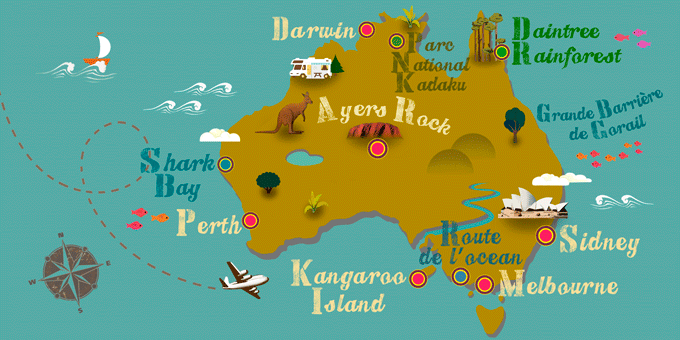 Darwin
Parc
National
Kadaku
Daintree
Rainforest
Ayers Rock
Grande Barrière
de Corail
Shark
Bay
Perth
Route
de l'ocean
Sidney
Kangaroo
Island
Melbourne
N
W
E
S